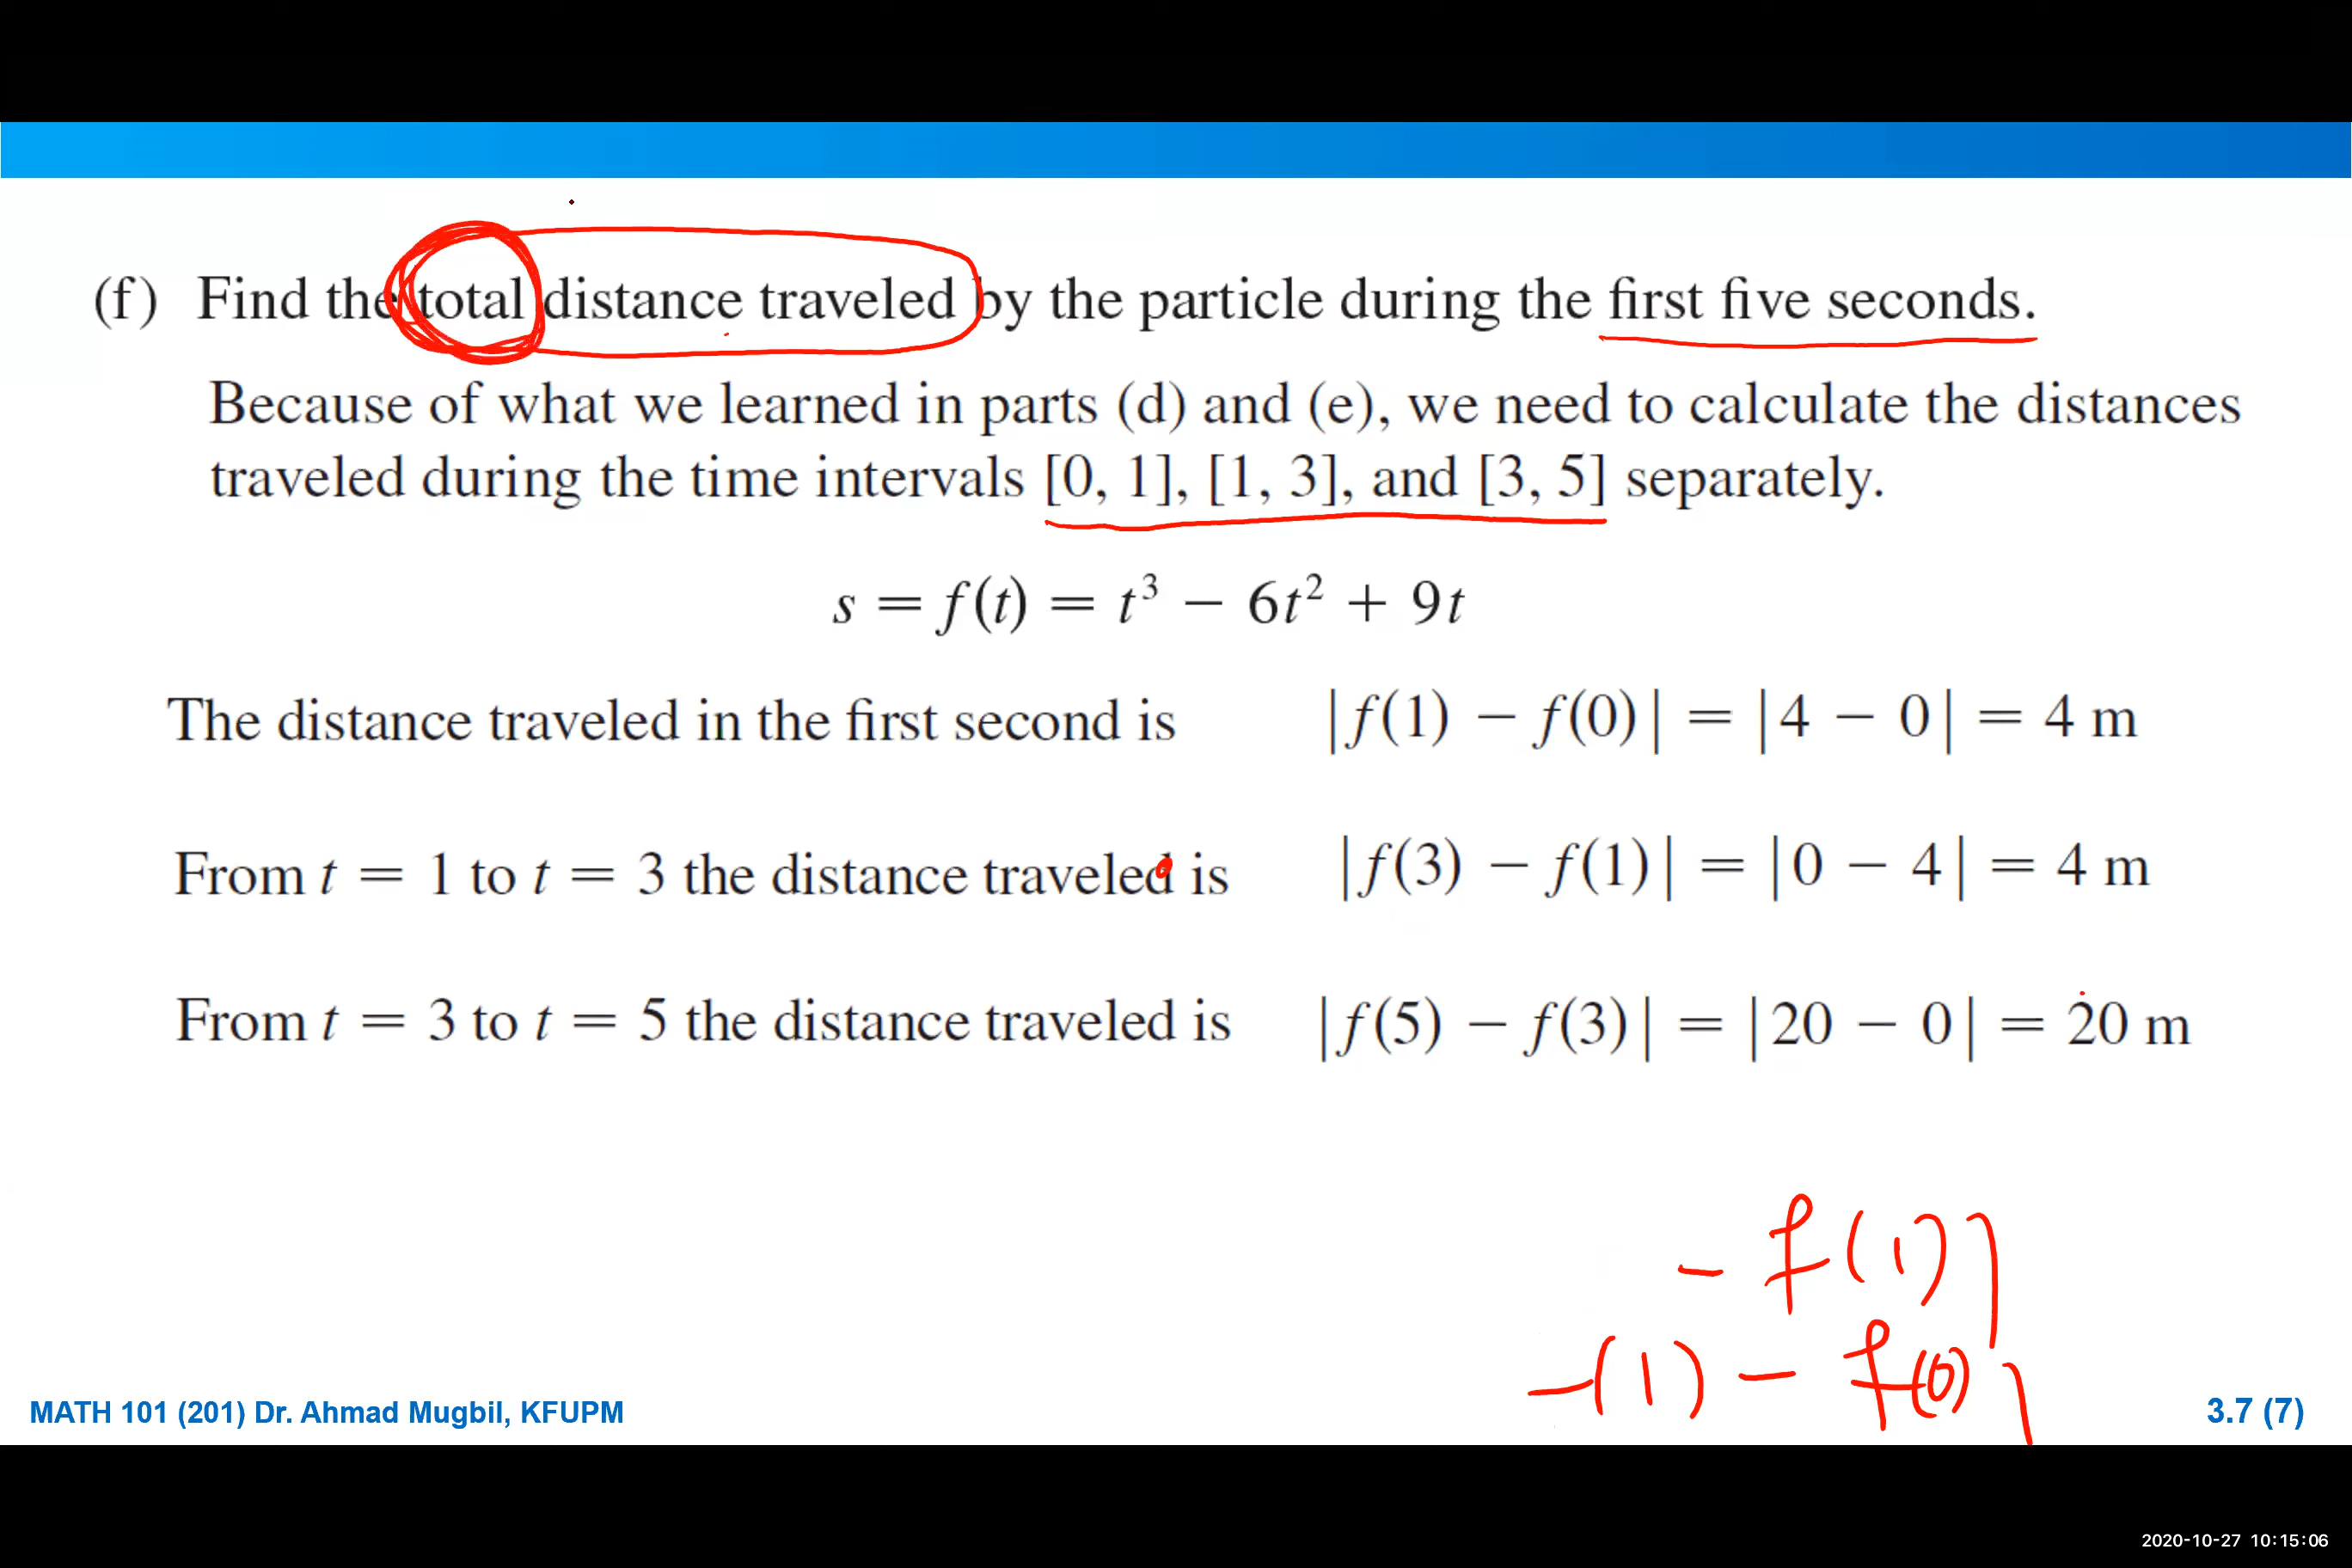 (f) Find the total distance traveled by the particle during the first five seconds.
Because of what we learned in parts (d) and (e), we need to calculate the distances
traveled during the time intervals [0, 1], [1, 3], and [3, 5] separately.
s = f(t) = t³ − 6t² + 9t
The distance traveled in the first second is |f(1) − f(0)| = |4 − 0| = 4 m
From t = 1 to t = 3 the distance traveled is |f(3) − f(1)| = |0 − 4| = 4 m
From t = 3 to t = 5 the distance traveled is |f(5) − f(3)| = |20 − 0| = 20 m
− f(1)|
−(1) − f(0)|
MATH 101 (201) Dr. Ahmad Mugbil, KFUPM 3.7 (7)
2020-10-27 10:15:06